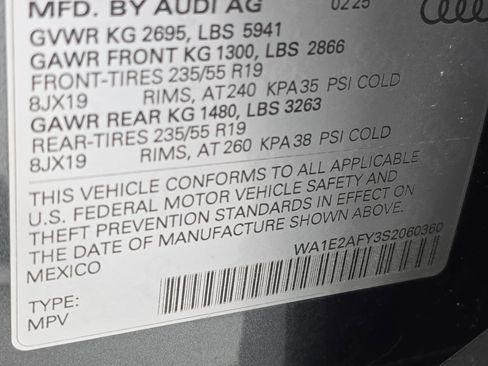 MFD. BY AUDI AG 02 25
GVWR KG 2695, LBS 5941
GAWR FRONT KG 1300, LBS 2866
FRONT-TIRES 235/55 R19
8JX19 RIMS, AT 240 KPA 35 PSI COLD
GAWR REAR KG 1480, LBS 3263
REAR-TIRES 235/55 R19
8JX19 RIMS, AT 260 KPA 38 PSI COLD
THIS VEHICLE CONFORMS TO ALL APPLICABLE
U.S. FEDERAL MOTOR VEHICLE SAFETY AND
THEFT PREVENTION STANDARDS IN EFFECT ON
THE DATE OF MANUFACTURE SHOWN ABOVE.
MEXICO
WA1E2AFY3S2060360
TYPE:
MPV